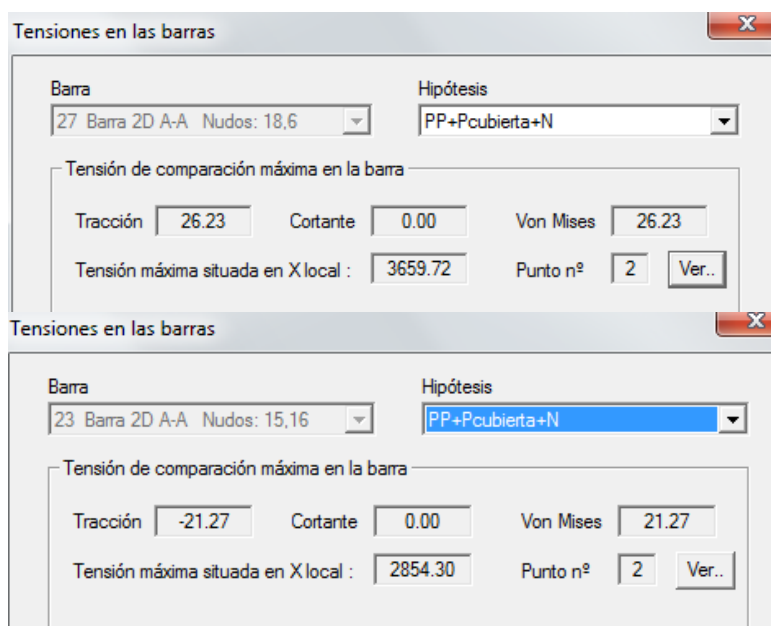 Tensiones en las barras
X
Barra Hipótesis
27 Barra 2D A-A Nudos: 18,6 PP+Pcubierta+N
Tensión de comparación máxima en la barra
Tracción 26.23 Cortante 0.00 Von Mises 26.23
Tensión máxima situada en X local : 3659.72 Punto nº 2 Ver..
Tensiones en las barras
X
Barra Hipótesis
23 Barra 2D A-A Nudos: 15,16 PP+Pcubierta+N
Tensión de comparación máxima en la barra
Tracción -21.27 Cortante 0.00 Von Mises 21.27
Tensión máxima situada en X local : 2854.30 Punto nº 2 Ver..